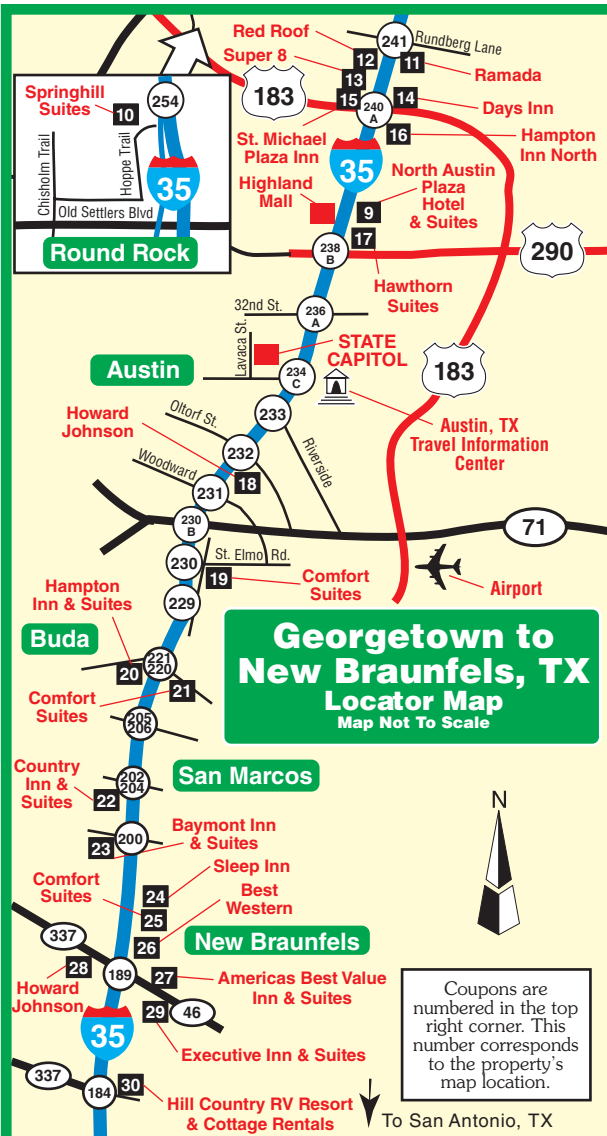 Red Roof
12
241
Rundberg Lane
11
Ramada
Super 8
13
Springhill
Suites
10
254
183
15
240
A
14
Days Inn
St. Michael
Plaza Inn
16
Hampton
Inn North
Chisholm Trail
Hoppe Trail
35
Old Settlers Blvd
Round Rock
35
Highland
Mall
9
North Austin
Plaza
Hotel
& Suites
17
238
B
290
Hawthorn
Suites
32nd St.
236
A
Lavaca St.
STATE
CAPITOL
Austin
234
C
183
Austin, TX
Travel Information
Center
Howard
Johnson
Oltorf St.
233
232
Riverside
Woodward
18
231
230
B
71
St. Elmo Rd.
230
19
Comfort
Suites
Airport
229
Hampton
Inn & Suites
Buda
20
221
220
21
Comfort
Suites
Georgetown to
New Braunfels, TX
Locator Map
Map Not To Scale
205
206
Country
Inn &
Suites
22
202
204
San Marcos
N
23
200
Baymont Inn
& Suites
Sleep Inn
Comfort
Suites
24
25
Best
Western
26
New Braunfels
337
28
Howard
Johnson
189
27
Americas Best Value
Inn & Suites
46
29
35
Executive Inn & Suites
337
184
30
Hill Country RV Resort
& Cottage Rentals
Coupons are
numbered in the top
right corner. This
number corresponds
to the property's
map location.
To San Antonio, TX